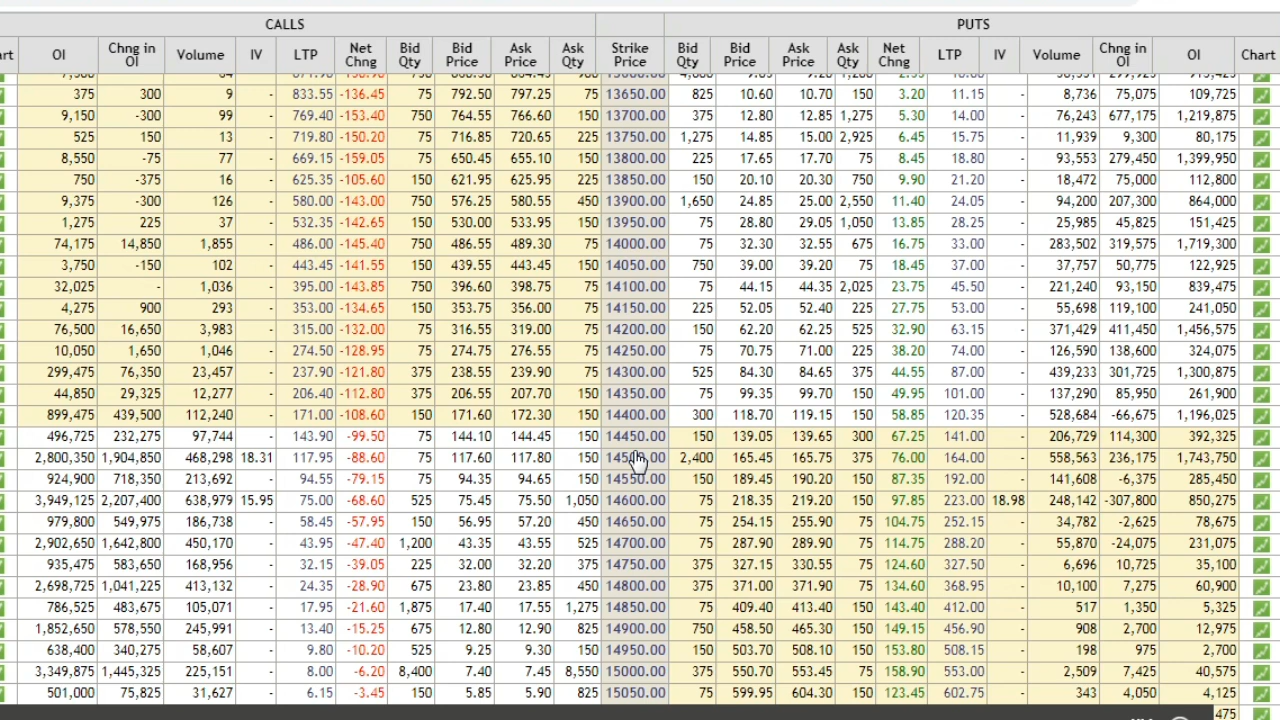 CALLS PUTS
art OI Chng in OI Volume IV LTP Net Chng Bid Qty Bid Price Ask Price Ask Qty Strike Price Bid Qty Bid Price Ask Price Ask Qty Net Chng LTP IV Volume Chng in OI OI Chart
375 300 9 - 833.55 -136.45 75 792.50 797.25 75 13650.00 825 10.60 10.70 150 3.20 11.15 - 8,736 75,075 109,725
9,150 -300 99 - 769.40 -153.40 750 764.55 766.60 150 13700.00 375 12.80 12.85 1,275 5.30 14.00 - 76,243 677,175 1,219,875
525 150 13 - 719.80 -150.20 75 716.85 720.65 225 13750.00 1,275 14.85 15.00 2,925 6.45 15.75 - 11,939 9,300 80,175
8,550 -75 77 - 669.15 -159.05 75 650.45 655.10 150 13800.00 225 17.65 17.70 75 8.45 18.80 - 93,553 279,450 1,399,950
750 -375 16 - 625.35 -105.60 150 621.95 625.95 225 13850.00 150 20.10 20.30 750 9.90 21.20 - 18,472 75,000 112,800
9,375 -300 126 - 580.00 -143.00 750 576.25 580.55 450 13900.00 1,650 24.85 25.00 2,550 11.40 24.05 - 94,200 207,300 864,000
1,275 225 37 - 532.35 -142.65 150 530.00 533.95 150 13950.00 75 28.80 29.05 1,050 13.85 28.25 - 25,985 45,825 151,425
74,175 14,850 1,855 - 486.00 -145.40 750 486.55 489.30 75 14000.00 75 32.30 32.55 675 16.75 33.00 - 283,502 319,575 1,719,300
3,750 -150 102 - 443.45 -141.55 150 439.55 443.45 150 14050.00 750 39.00 39.20 75 18.45 37.00 - 37,757 50,775 122,925
32,025 - 1,036 - 395.00 -143.85 750 396.60 398.75 75 14100.00 75 44.15 44.35 2,025 23.75 45.50 - 221,240 93,150 839,475
4,275 900 293 - 353.00 -134.65 150 353.75 356.00 75 14150.00 225 52.05 52.40 225 27.75 53.00 - 55,698 119,100 241,050
76,500 16,650 3,983 - 315.00 -132.00 75 316.55 319.00 75 14200.00 150 62.20 62.25 525 32.90 63.15 - 371,429 411,450 1,456,575
10,050 1,650 1,046 - 274.50 -128.95 75 274.75 276.55 75 14250.00 75 70.75 71.00 225 38.20 74.00 - 126,590 138,600 324,075
299,475 76,350 23,457 - 237.90 -121.80 375 238.55 239.90 75 14300.00 525 84.30 84.65 375 44.55 87.00 - 439,233 301,725 1,300,875
44,850 29,325 12,277 - 206.40 -112.80 375 206.55 207.70 150 14350.00 150 99.35 99.70 150 49.95 101.00 - 137,290 85,950 261,900
899,475 439,500 112,240 - 171.00 -108.60 150 171.60 172.30 150 14400.00 300 118.70 119.15 150 58.85 120.35 - 528,684 -66,675 1,196,025
496,725 232,275 97,744 - 143.90 -99.50 75 144.10 144.45 150 14450.00 150 139.05 139.65 300 67.25 141.00 - 206,729 114,300 392,325
2,800,350 1,904,850 468,298 18.31 117.95 -88.60 75 117.60 117.80 150 2,400 165.45 165.75 375 76.00 164.00 - 558,563 236,175 1,743,750
924,900 718,350 213,692 - 94.55 -79.15 75 94.35 94.65 150 14550.00 150 189.45 190.20 150 87.35 192.00 - 141,608 -6,375 285,450
3,949,125 2,207,400 638,979 15.95 75.00 -68.60 525 75.45 75.50 1,050 14600.00 75 218.35 219.20 150 97.85 223.00 18.98 248,142 -307,800 850,275
979,800 549,975 186,738 - 58.45 -57.95 150 56.95 57.20 450 14650.00 75 254.15 255.90 75 104.75 252.15 - 34,782 -2,625 78,675
2,902,650 1,642,800 450,170 - 43.95 -47.40 1,200 43.35 43.55 525 14700.00 75 287.90 289.90 75 114.75 288.20 - 55,870 -24,075 231,075
935,475 583,650 168,956 - 32.15 -39.05 225 32.00 32.20 375 14750.00 375 327.15 330.55 75 124.60 327.50 - 6,696 10,725 35,100
2,698,725 1,041,225 413,132 - 24.35 -28.90 675 23.80 23.85 450 14800.00 375 371.00 371.90 75 134.60 368.95 - 10,100 7,275 60,900
786,525 483,675 105,071 - 17.95 -21.60 1,875 17.40 17.55 1,275 14850.00 75 409.40 413.40 150 143.40 412.00 - 517 1,350 5,325
1,852,650 578,550 245,991 - 13.40 -15.25 675 12.80 12.90 825 14900.00 750 458.50 465.30 150 149.15 456.90 - 908 2,700 12,975
638,400 340,275 58,607 - 9.80 -10.20 525 9.25 9.30 150 14950.00 150 503.70 508.10 150 153.80 508.15 - 198 975 2,700
3,349,875 1,445,325 225,151 - 8.00 -6.20 8,400 7.40 7.45 8,550 15000.00 375 550.70 553.45 75 158.90 553.00 - 2,509 7,425 40,575
501,000 75,825 31,627 - 6.15 -3.45 150 5.85 5.90 825 15050.00 75 599.95 604.30 150 123.45 602.75 - 343 4,050 4,125
475